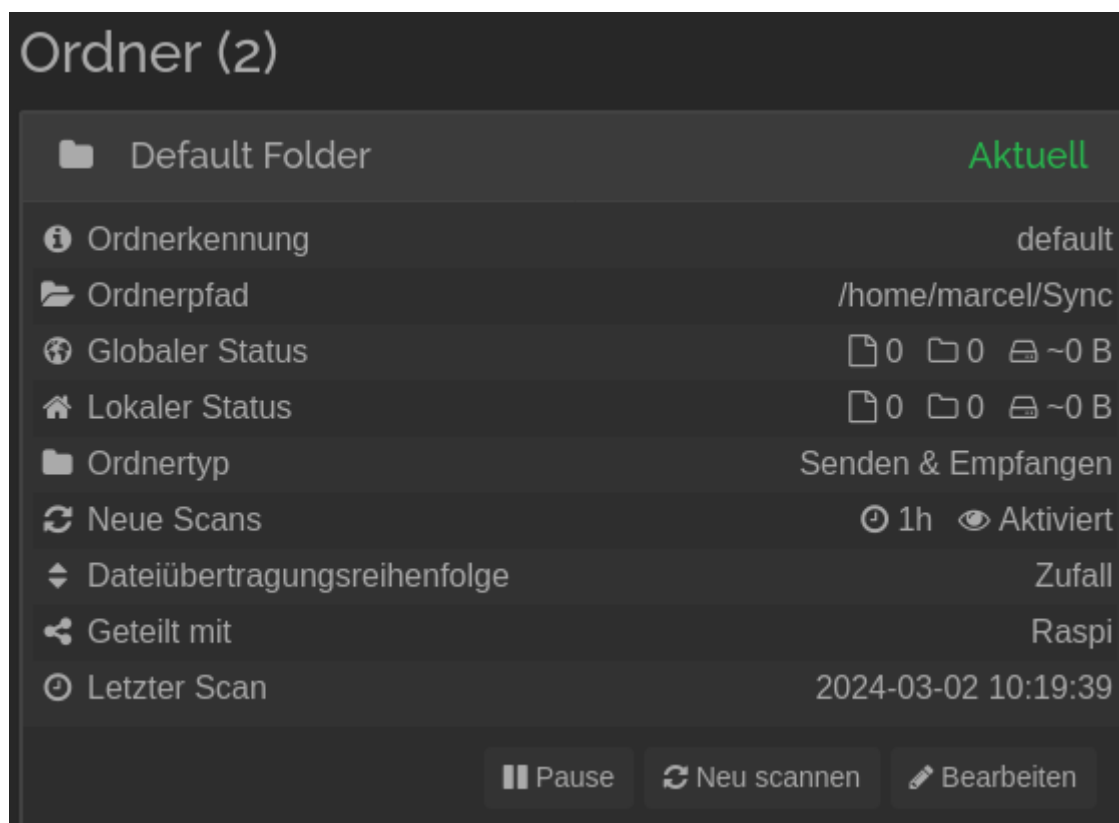 Ordner (2)
Default Folder Aktuell
Ordnerkennung default
Ordnerpfad /home/marcel/Sync
Globaler Status 0 0 ~0 B
Lokaler Status 0 0 ~0 B
Ordnertyp Senden & Empfangen
Neue Scans 1h Aktiviert
Dateiübertragungsreihenfolge Zufall
Geteilt mit Raspi
Letzter Scan 2024-03-02 10:19:39
Pause Neu scannen Bearbeiten